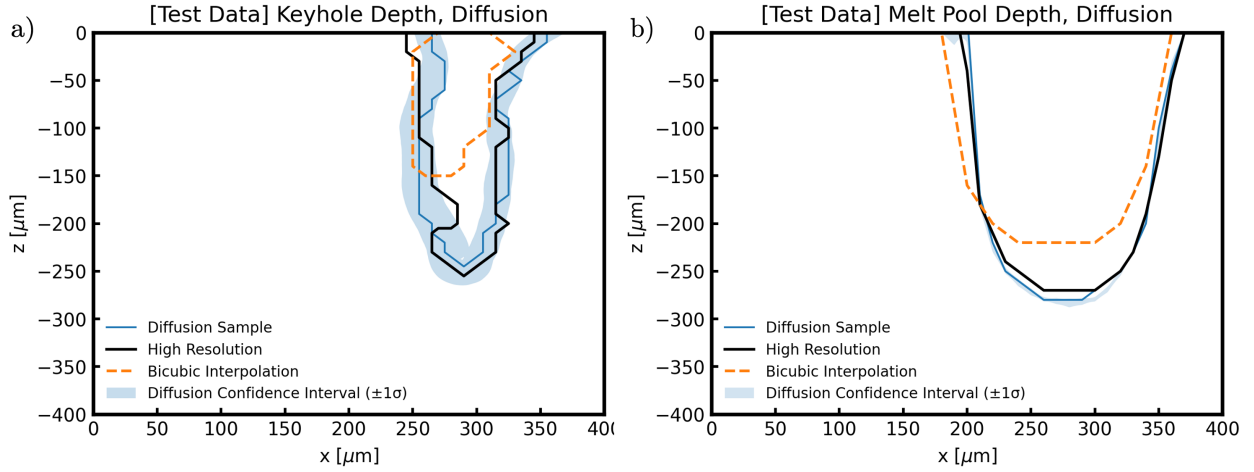 a)
[Test Data] Keyhole Depth, Diffusion
0
−50
−100
−150
−200
−250
−300
−350
−400
z [μm]
Diffusion Sample
High Resolution
Bicubic Interpolation
Diffusion Confidence Interval (±1σ)
0 50 100 150 200 250 300 350 400
x [μm]
b)
[Test Data] Melt Pool Depth, Diffusion
0
−50
−100
−150
−200
−250
−300
−350
−400
z [μm]
Diffusion Sample
High Resolution
Bicubic Interpolation
Diffusion Confidence Interval (±1σ)
0 50 100 150 200 250 300 350 400
x [μm]